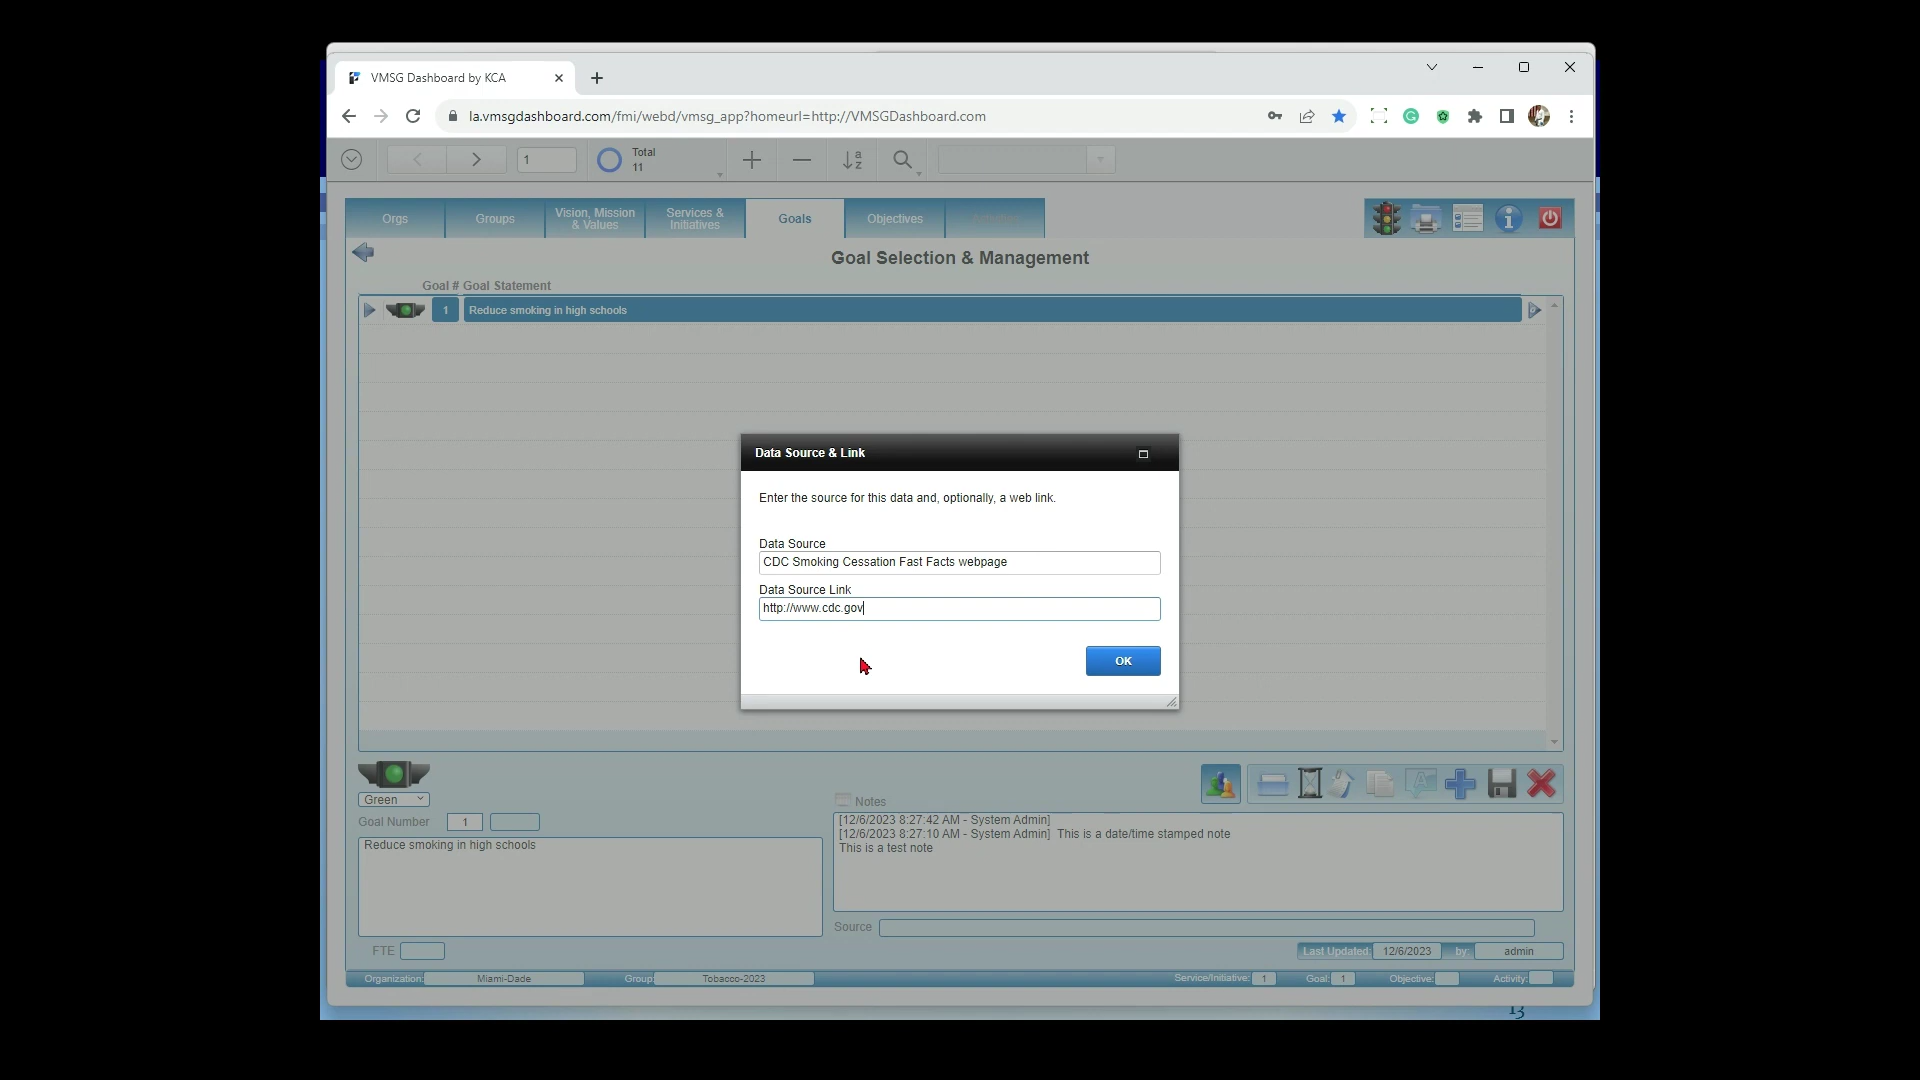 VMSG Dashboard by KCA
la.vmsgdashboard.com/fmi/webd/vmsg_app?homeurl=http://VMSGDashboard.com
1
Total
11
Orgs
Groups
Vision, Mission
& Values
Services &
Initiatives
Goals
Objectives
Goal Selection & Management
Goal # Goal Statement
1 Reduce smoking in high schools
Data Source & Link
Enter the source for this data and, optionally, a web link.
Data Source
CDC Smoking Cessation Fast Facts webpage
Data Source Link
http://www.cdc.gov
OK
Green
Goal Number 1
Reduce smoking in high schools
FTE
Notes
[12/6/2023 8:27:42 AM - System Admin]
[12/6/2023 8:27:10 AM - System Admin] This is a date/time stamped note
This is a test note
Source
Last Updated: 12/6/2023 by: admin
Organization: Miami-Dade Group: Tobacco-2023 Service/Initiative: 1 Goal: 1 Objective: Activity:
13